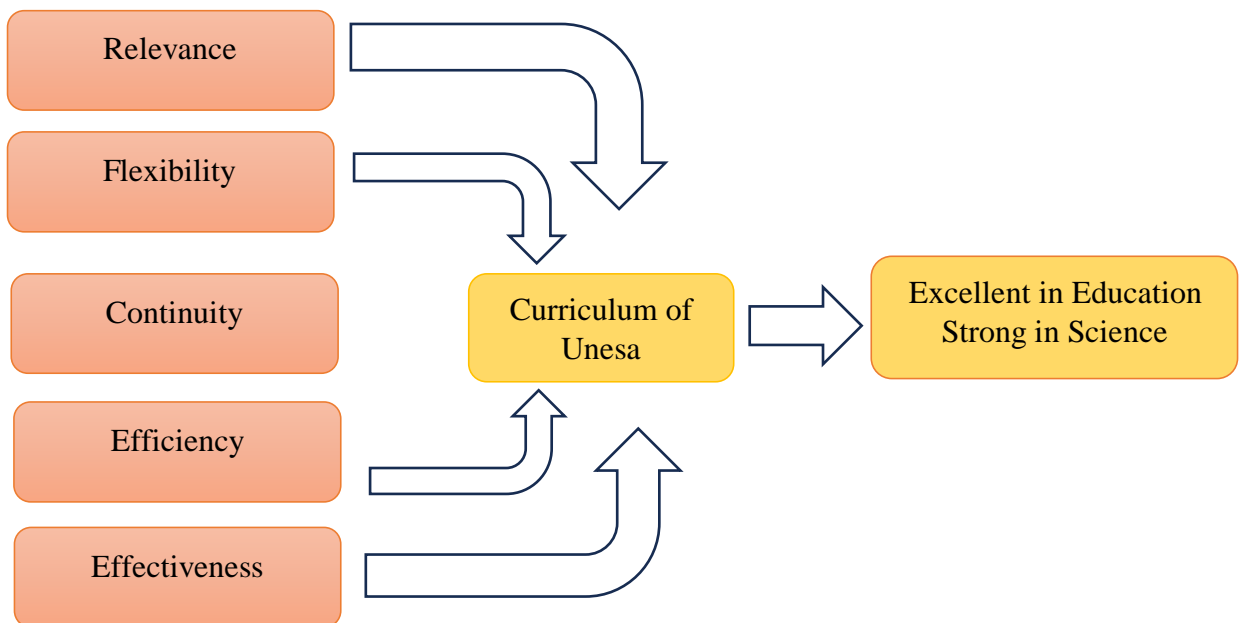 Relevance
Flexibility
Continuity
Efficiency
Effectiveness
Curriculum of
Unesa
Excellent in Education
Strong in Science